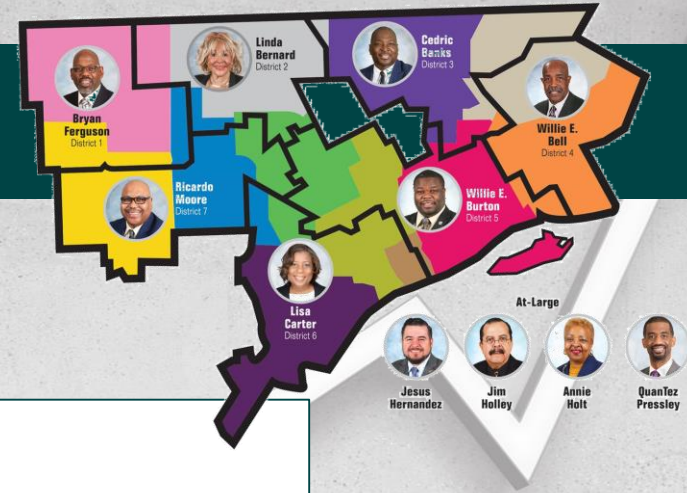 Bryan
Ferguson
District 1
Linda
Bernard
District 2
Cedric
Banks
District 3
Willie E.
Bell
District 4
Ricardo
Moore
District 7
Willie E.
Burton
District 5
Lisa
Carter
District 6
At-Large
Jesus
Hernandez
Jim
Holley
Annie
Holt
QuanTez
Pressley